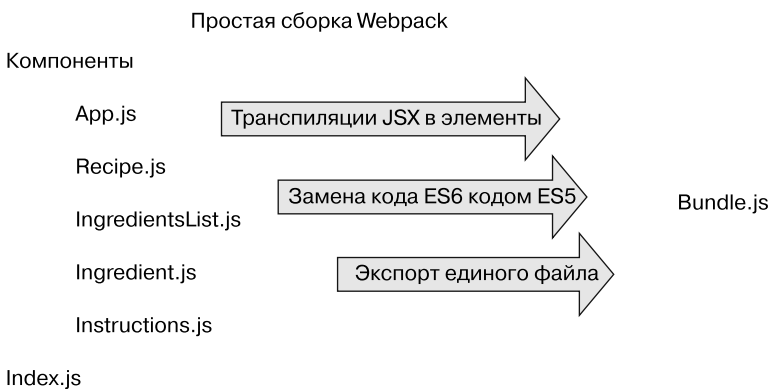 Простая сборка Webpack
Компоненты
App.js
Транспиляции JSX в элементы
Recipe.js
Замена кода ES6 кодом ES5
Bundle.js
IngredientsList.js
Ingredient.js
Экспорт единого файла
Instructions.js
Index.js